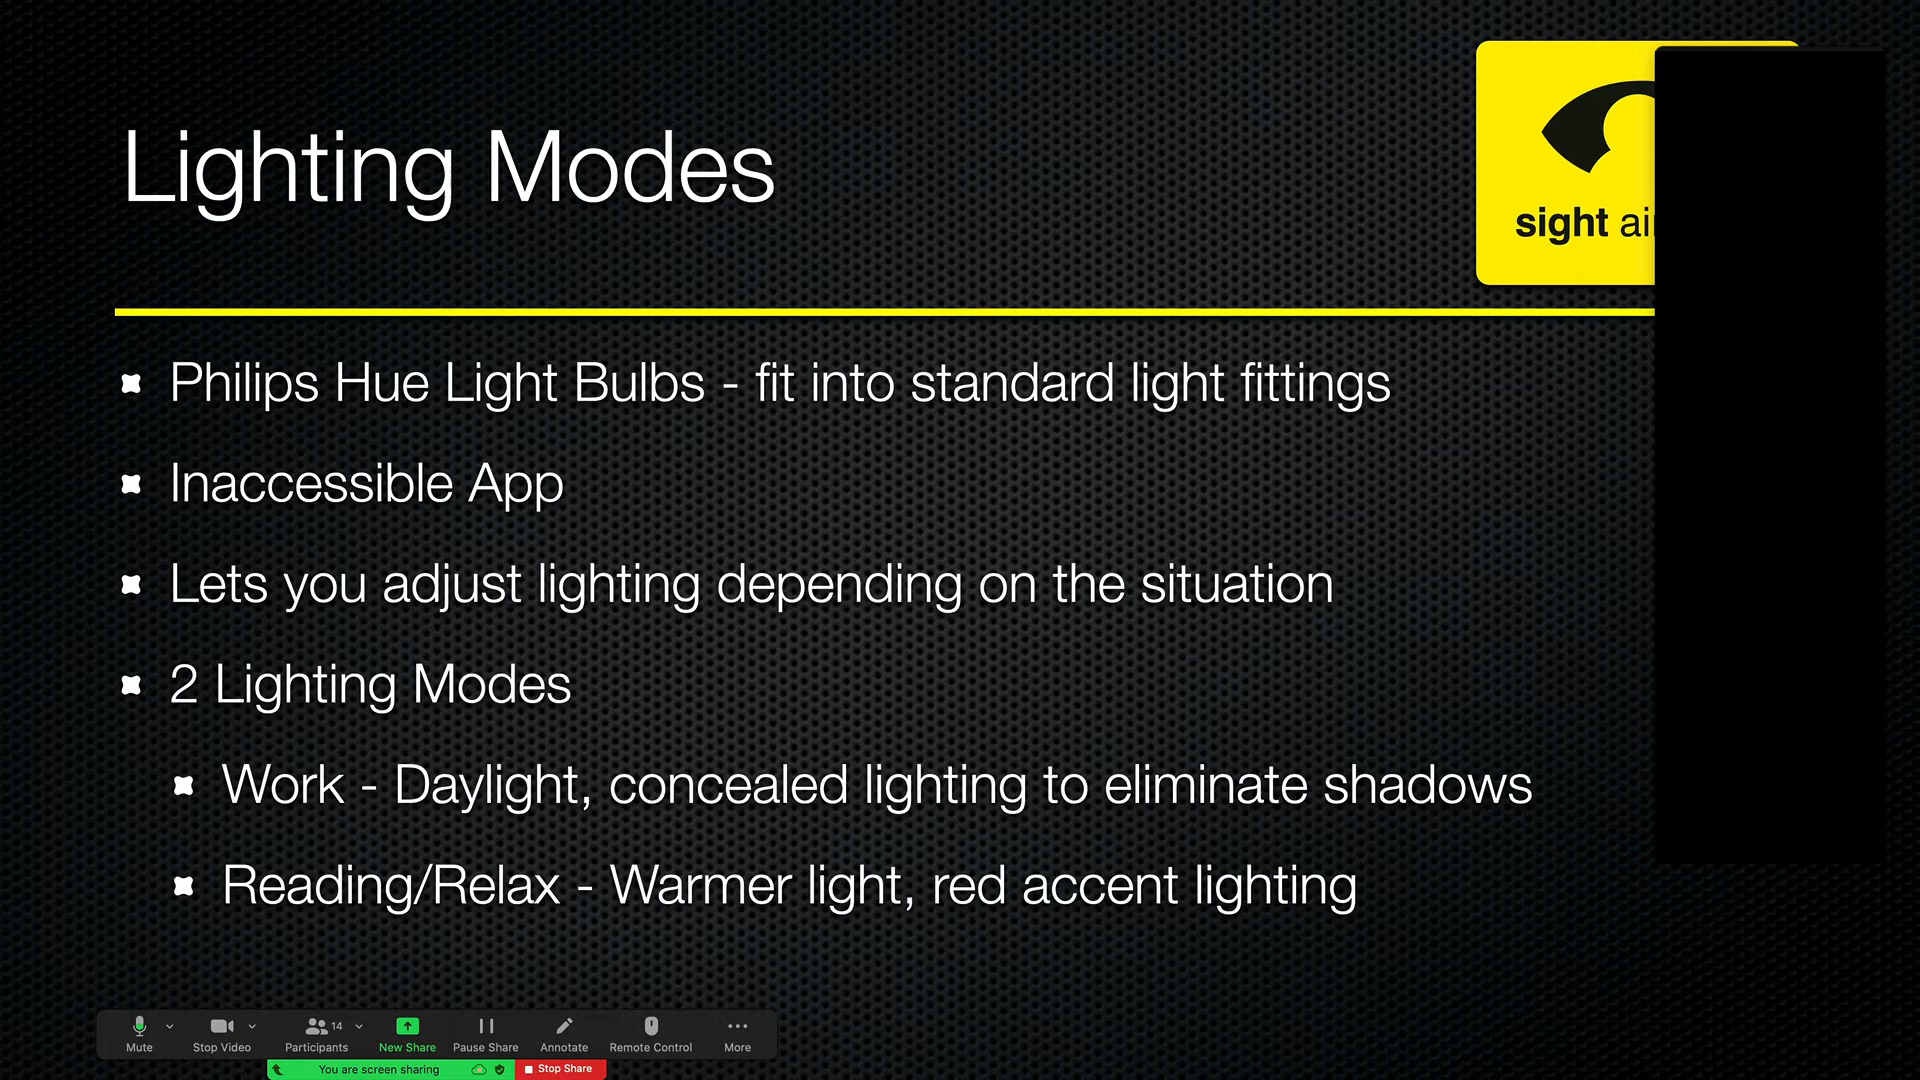 Lighting Modes
sight
Philips Hue Light Bulbs - fit into standard light fittings
Inaccessible App
Lets you adjust lighting depending on the situation
2 Lighting Modes
Work - Daylight, concealed lighting to eliminate shadows
Reading/Relax - Warmer light, red accent lighting
14
Mute
Stop Video
Participants
New Share
Pause Share
Annotate
Remote Control
More
You are screen sharing
Stop Share